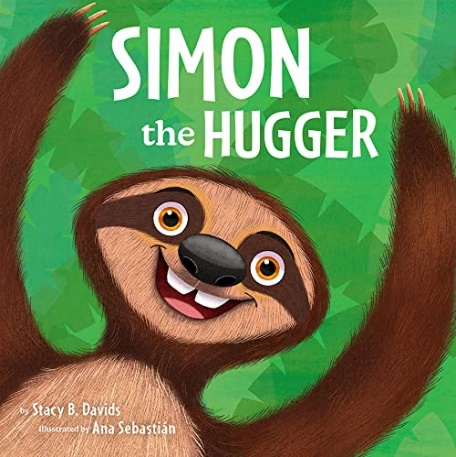 SIMON
the HUGGER
by Stacy B. Davids
Illustrated by Ana Sebastián